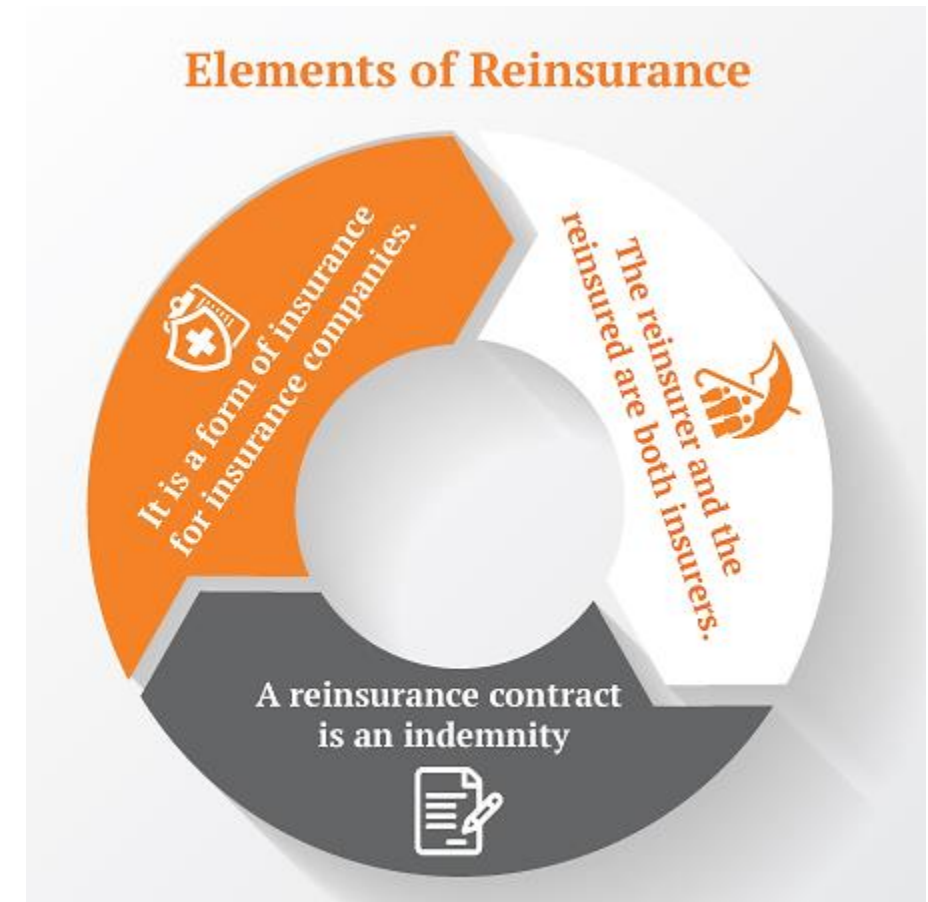 Elements of Reinsurance
It is a form of insurance
for insurance companies.
The reinsurer and the
reinsured are both insurers.
A reinsurance contract
is an indemnity